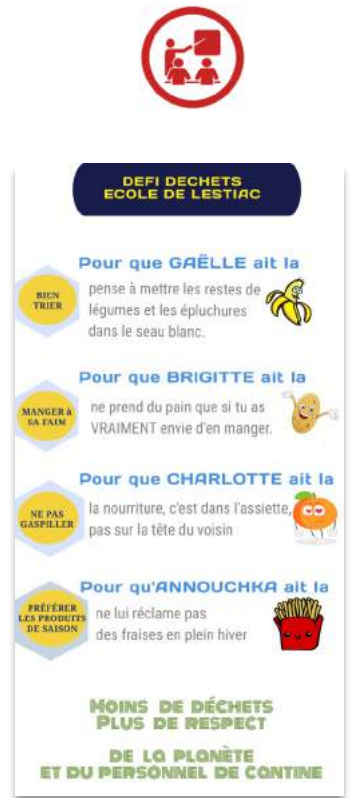 DEFI DECHETS
ECOLE DE LESTIAC
Pour que GAËLLE ait la
BIEN
TRIER
pense à mettre les restes de
légumes et les épluchures
dans le seau blanc.
Pour que BRIGITTE ait la
MANGER à
SA FAIM
ne prend du pain que si tu as
VRAIMENT envie d'en manger.
Pour que CHARLOTTE ait la
NE PAS
GASPILLER
la nourriture, c'est dans l'assiette,
pas sur la tête du voisin
Pour qu'ANNOUCHKA ait la
PRÉFÉRER
LES PRODUITS
DE SAISON
ne lui réclame pas
des fraises en plein hiver
MOINS DE DÉCHETS
PLUS DE RESPECT
DE LA PLANÈTE
ET DU PERSONNEL DE CANTINE